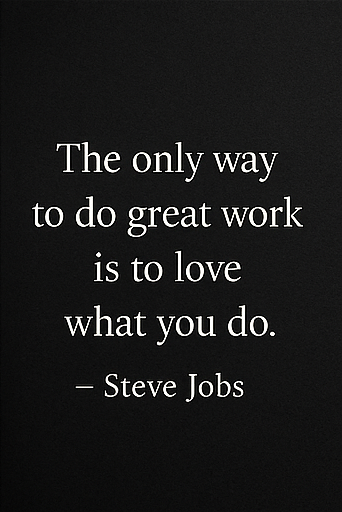 The only way
to do great work
is to love
what you do.
– Steve Jobs